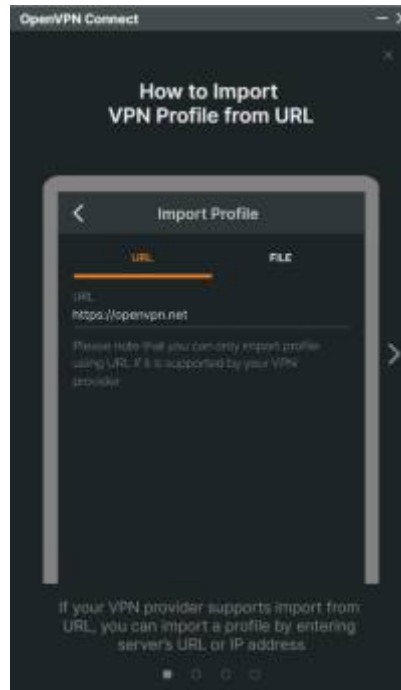 OpenVPN Connect
How to Import
VPN Profile from URL
Import Profile
URL
FILE
URL
https://openvpn.net
Please note that you can only import profile
using URL if it is supported by your VPN
provider
If your VPN provider supports import from
URL, you can import a profile by entering
server's URL or IP address